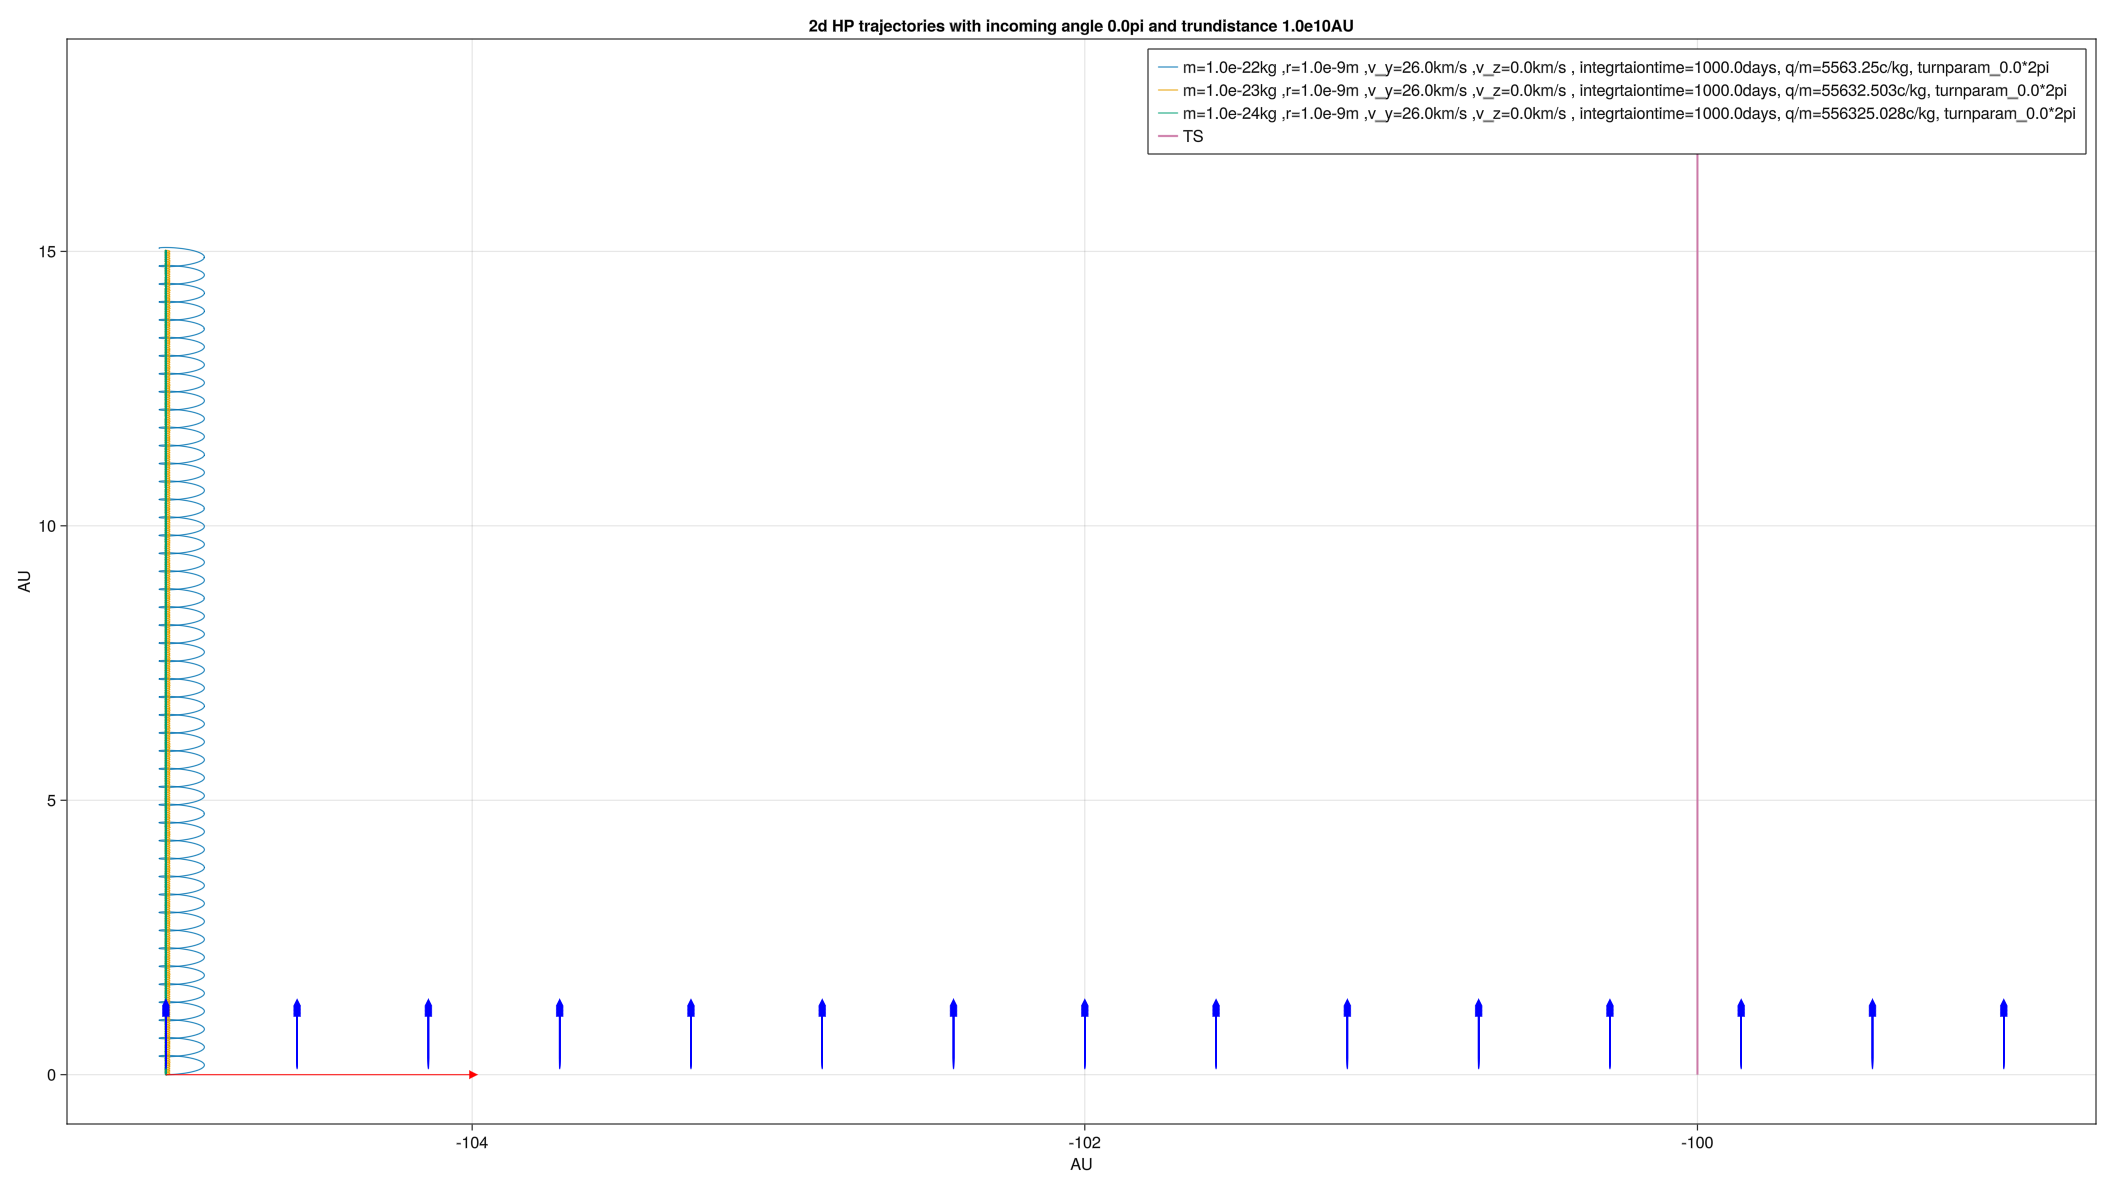 2d HP trajectories with incoming angle 0.0pi and trundistance 1.0e10AU
m=1.0e-22kg ,r=1.0e-9m ,v_y=26.0km/s ,v_z=0.0km/s , integrtaiontime=1000.0days, q/m=5563.25c/kg, turnparam_0.0*2pi
m=1.0e-23kg ,r=1.0e-9m ,v_y=26.0km/s ,v_z=0.0km/s , integrtaiontime=1000.0days, q/m=55632.503c/kg, turnparam_0.0*2pi
m=1.0e-24kg ,r=1.0e-9m ,v_y=26.0km/s ,v_z=0.0km/s , integrtaiontime=1000.0days, q/m=556325.028c/kg, turnparam_0.0*2pi
TS
15
10
AU
5
0
-104
-102
-100
AU